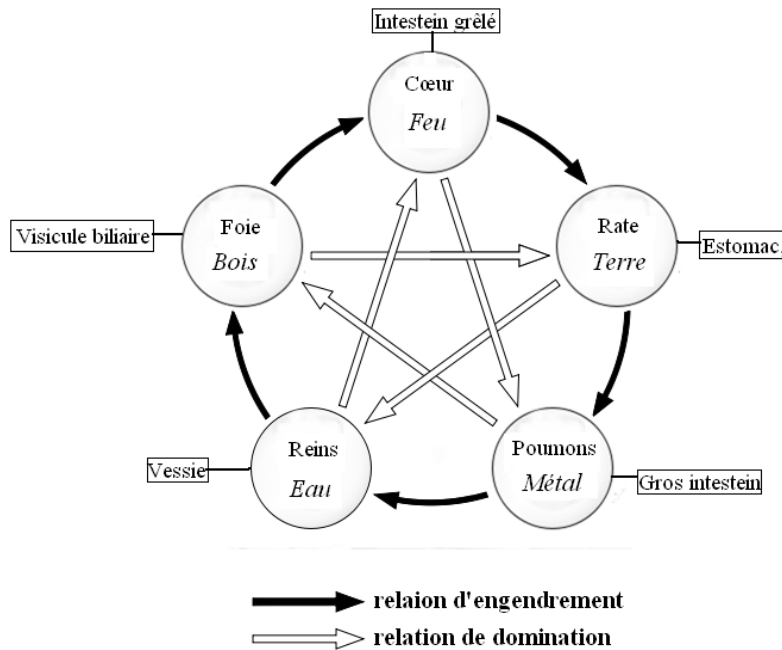 Intestein grêlé
Cœur
Feu
Visicule biliaire
Foie
Bois
Rate
Terre
Estomac.
Vessie
Reins
Eau
Poumons
Métal
Gros intestein
relaion d'engendrement
relation de domination